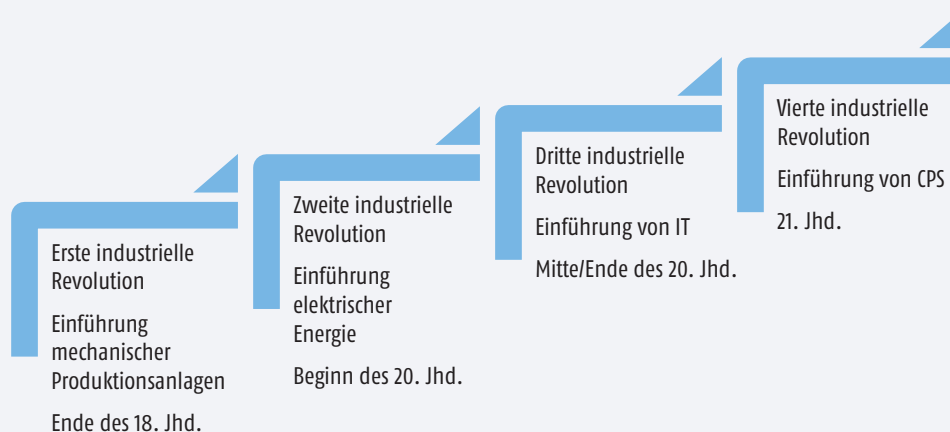 Erste industrielle
Revolution
Einführung
mechanischer
Produktionsanlagen
Ende des 18. Jhd.
Zweite industrielle
Revolution
Einführung
elektrischer
Energie
Beginn des 20. Jhd.
Dritte industrielle
Revolution
Einführung von IT
Mitte/Ende des 20. Jhd.
Vierte industrielle
Revolution
Einführung von CPS
21. Jhd.